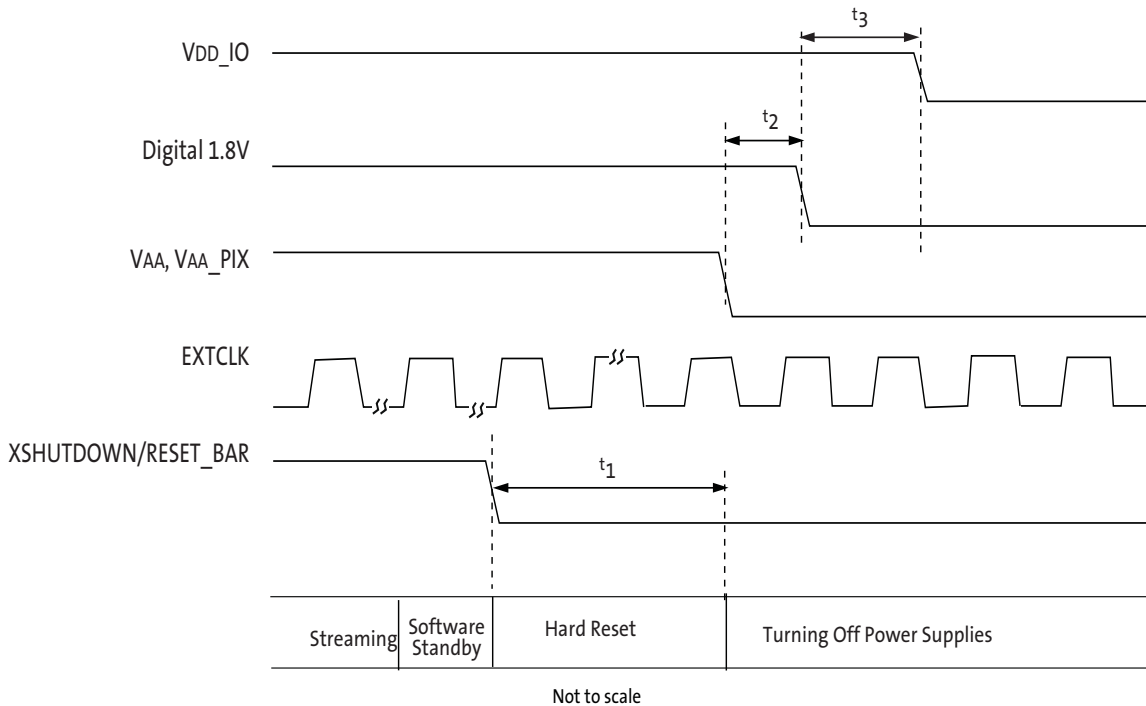 t3
VDD_IO
t2
Digital 1.8V
VAA, VAA_PIX
EXTCLK
XSHUTDOWN/RESET_BAR
t1
Streaming
Software
Standby
Hard Reset
Turning Off Power Supplies
Not to scale